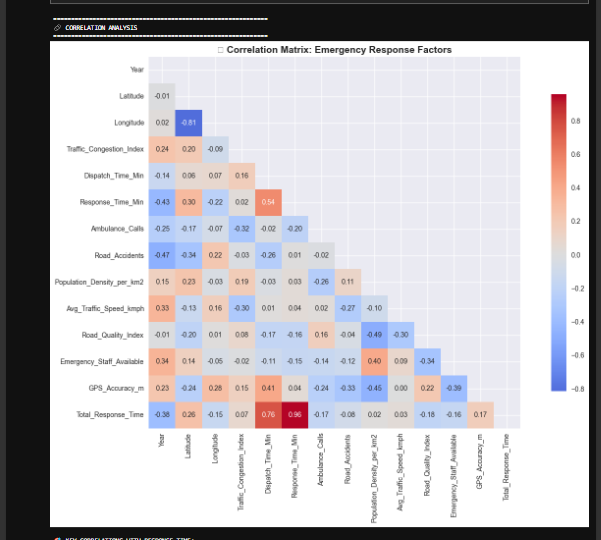 CORRELATION ANALYSIS
Correlation Matrix: Emergency Response Factors
Year
Latitude -0.01
Longitude 0.02 -0.81
Traffic_Congestion_Index 0.24 0.20 -0.09
Dispatch_Time_Min -0.14 0.06 0.07 0.16
Response_Time_Min -0.43 0.30 -0.22 0.02 0.54
Ambulance_Calls -0.25 -0.17 -0.07 -0.32 -0.02 -0.20
Road_Accidents -0.47 -0.34 0.22 -0.03 -0.26 0.01 -0.02
Population_Density_per_km2 0.15 0.23 -0.03 0.19 -0.03 0.03 -0.26 0.11
Avg_Traffic_Speed_kmph 0.33 -0.13 0.16 -0.30 0.01 0.04 0.02 -0.27 -0.10
Road_Quality_Index -0.01 -0.20 0.01 0.08 -0.17 -0.16 0.16 -0.04 -0.49 -0.30
Emergency_Staff_Available 0.34 0.14 -0.05 -0.02 -0.11 -0.15 -0.14 -0.12 0.40 0.09 -0.34
GPS_Accuracy_m 0.23 -0.24 0.28 0.15 0.41 0.04 -0.24 -0.33 -0.45 0.00 0.22 -0.39
Total_Response_Time -0.38 0.26 -0.15 0.07 0.76 0.96 -0.17 -0.08 0.02 0.03 -0.18 -0.16 0.17
Year
Latitude
Longitude
Traffic_Congestion_Index
Dispatch_Time_Min
Response_Time_Min
Ambulance_Calls
Road_Accidents
Population_Density_per_km2
Avg_Traffic_Speed_kmph
Road_Quality_Index
Emergency_Staff_Available
GPS_Accuracy_m
Total_Response_Time
0.8
0.6
0.4
0.2
0.0
-0.2
-0.4
-0.6
-0.8
KEY CORRELATIONS WITH RESPONSE TIME: